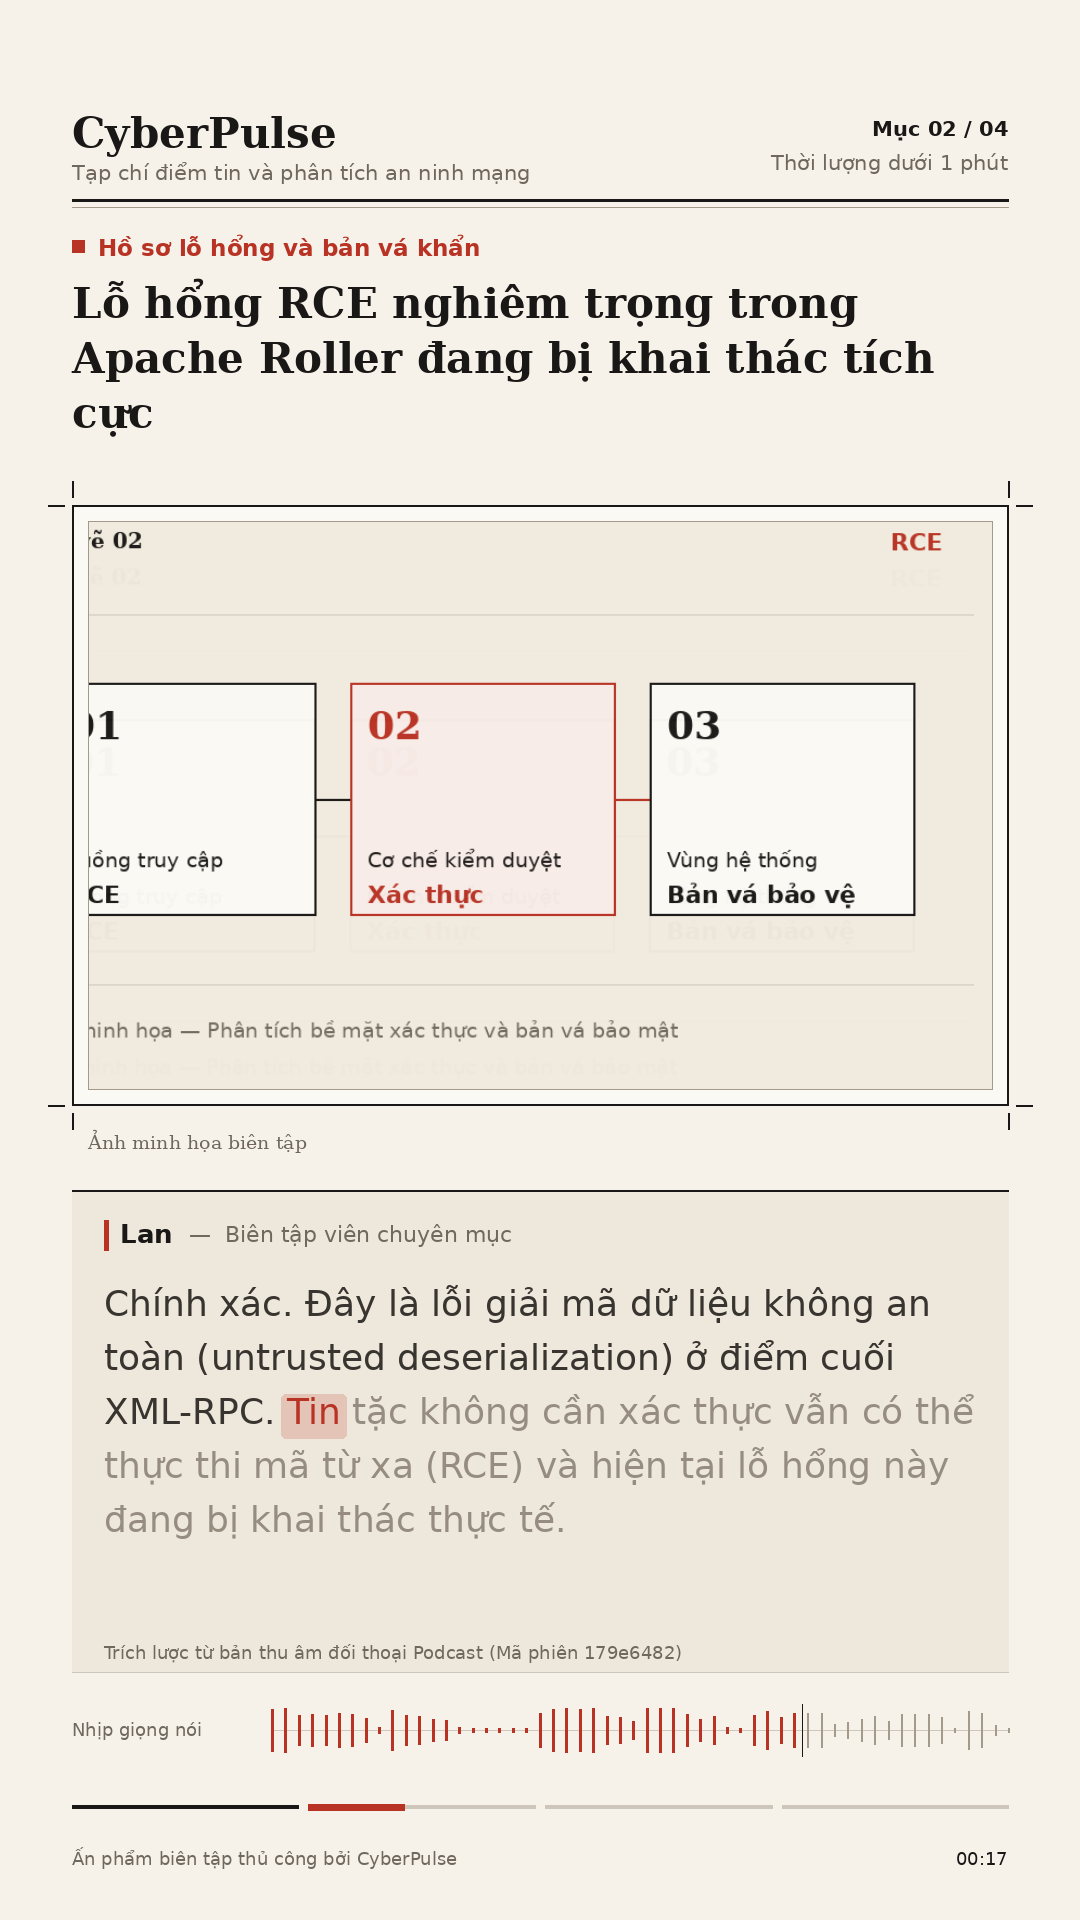 CyberPulse
Tạp chí điểm tin và phân tích an ninh mạng
Mục 02 / 04
Thời lượng dưới 1 phút
Hồ sơ lỗ hổng và bản vá khẩn
Lỗ hổng RCE nghiêm trọng trong
Apache Roller đang bị khai thác tích
cực
02
RCE
truy cập
02
Cơ chế kiểm duyệt
Xác thực
03
Vùng hệ thống
Bản vá bảo vệ
họa — Phân tích bề mặt xác thực và bản vá bảo mật
Ảnh minh họa biên tập
Lan — Biên tập viên chuyên mục
Chính xác. Đây là lỗi giải mã dữ liệu không an
toàn (untrusted deserialization) ở điểm cuối
XML-RPC. Tin tặc không cần xác thực vẫn có thể
thực thi mã từ xa (RCE) và hiện tại lỗ hổng này
đang bị khai thác thực tế.
Trích lược từ bản thu âm đối thoại Podcast (Mã phiên 179e6482)
Nhịp giọng nói
Ấn phẩm biên tập thủ công bởi CyberPulse
00:17